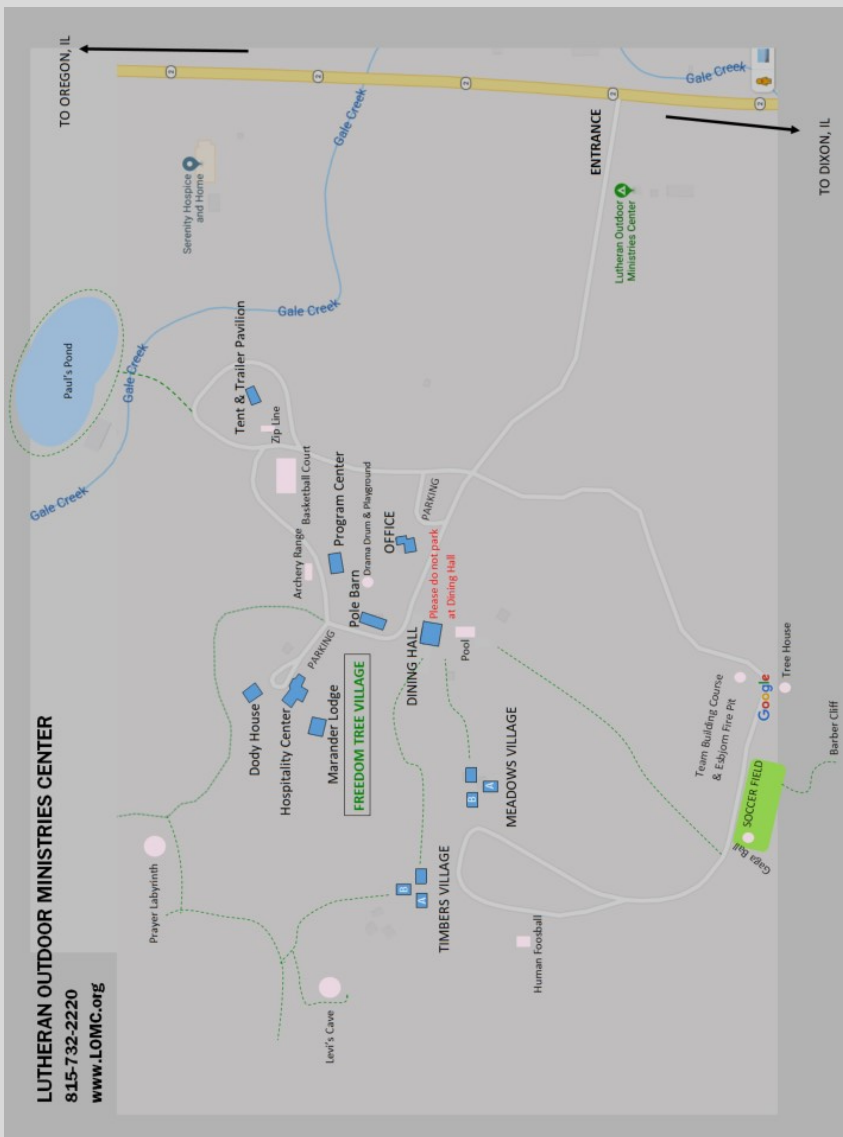 LUTHERAN OUTDOOR MINISTRIES CENTER
815-732-2220
www.LOMC.org
TO OREGON, IL
Paul's Pond
Gale Creek
Gale Creek
Gale Creek
Gale Creek
Gale Creek
Serenity Hospice
and Home
2
2
2
2
2
Tent & Trailer Pavilion
Zip Line
Basketball Court
Archery Range
Program Center
Drama Drum & Playground
Pole Barn
OFFICE
PARKING
PARKING
Please do not park
at Dining Hall
DINING HALL
Pool
Dody House
Hospitality Center
Marander Lodge
FREEDOM TREE VILLAGE
Prayer Labyrinth
Levi's Cave
B
A
TIMBERS VILLAGE
B
A
MEADOWS VILLAGE
Human Foosball
ENTRANCE
Lutheran Outdoor
Ministries Center
Team Building Course
& Esbjorn Fire Pit
Google
Tree House
SOCCER FIELD
Gaga Ball
Barber Cliff
TO DIXON, IL